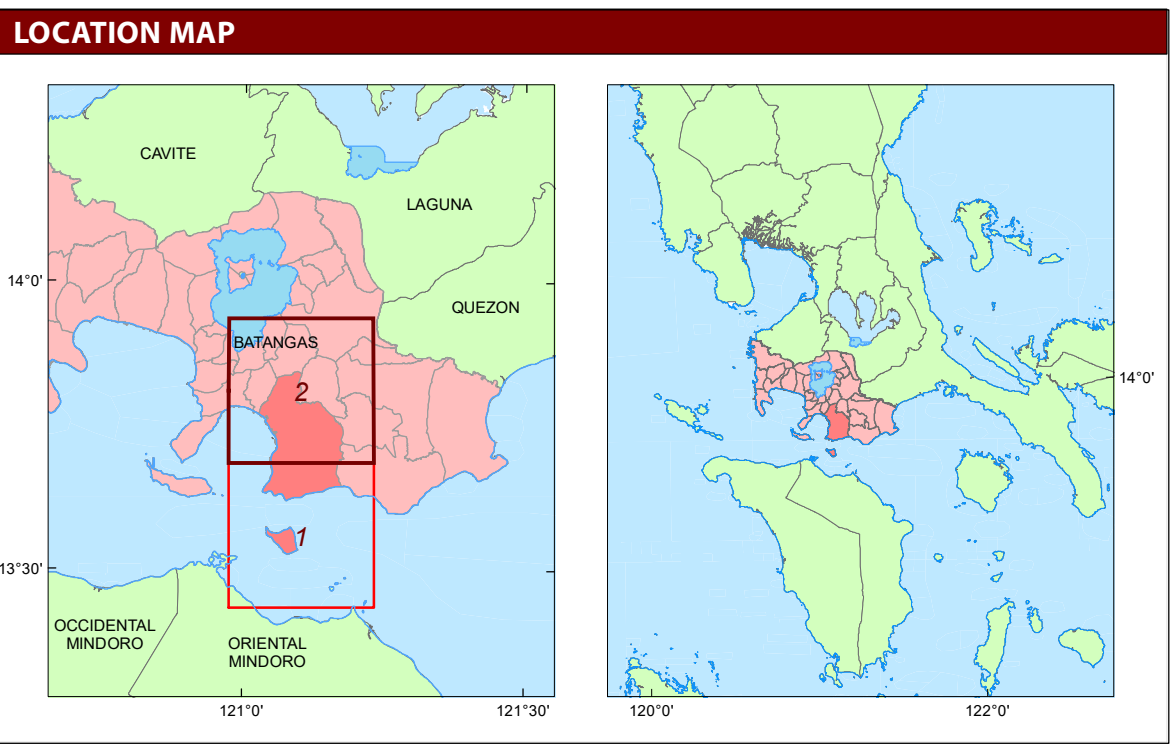 LOCATION MAP
CAVITE
LAGUNA
14°0'
QUEZON
BATANGAS
2
1
13°30'
OCCIDENTAL
MINDORO
ORIENTAL
MINDORO
121°0'
121°30'
14°0'
120°0'
122°0'